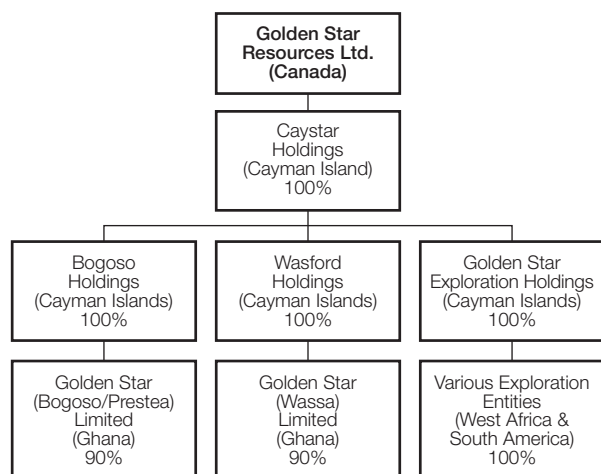 Golden Star
Resources Ltd.
(Canada)
Caystar
Holdings
(Cayman Island)
100%
Bogoso
Holdings
(Cayman Islands)
100%
Wasford
Holdings
(Cayman Islands)
100%
Golden Star
Exploration Holdings
(Cayman Islands)
100%
Golden Star
(Bogoso/Prestea)
Limited
(Ghana)
90%
Golden Star
(Wassa)
Limited
(Ghana)
90%
Various Exploration
Entities
(West Africa &
South America)
100%